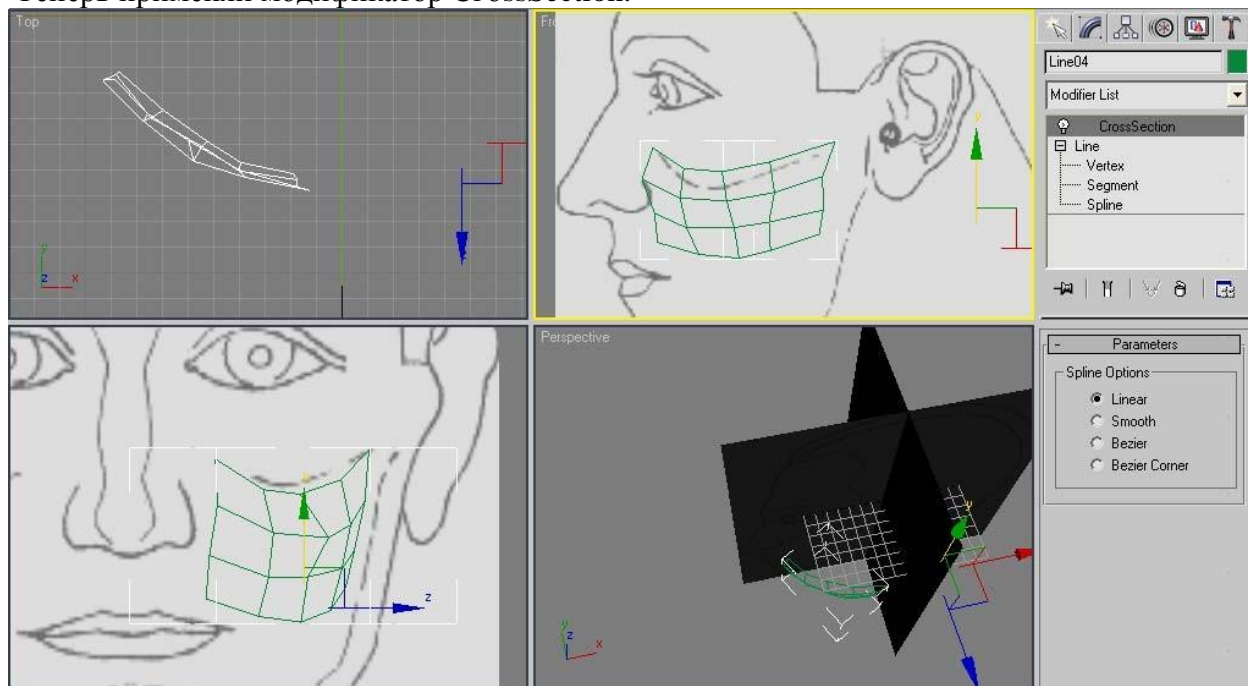 Теперь применяй модификатор CrossSection.
Top
Perspective
Line04
Modifier List
CrossSection
Line
Vertex
Segment
Spline
Parameters
Spline Options
Linear
Smooth
Bezier
Bezier Corner
y
z
x
y
z
y
z
x
y